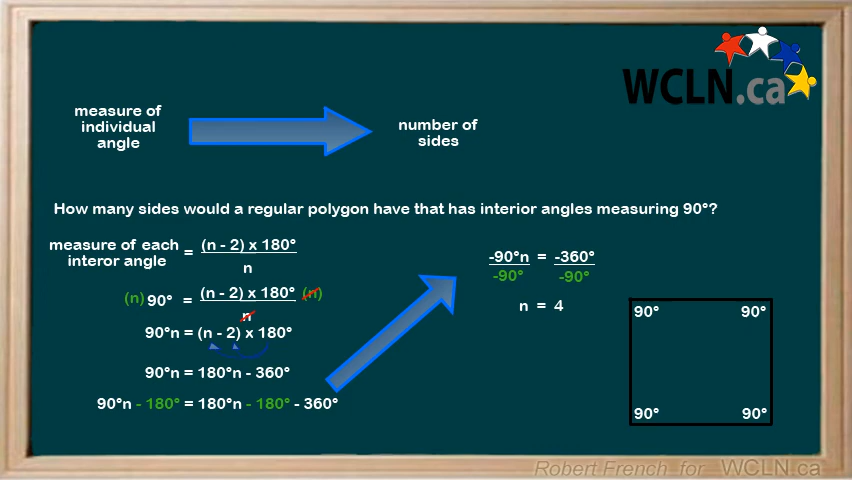 WCLN.ca
measure of
individual
angle
number of
sides
How many sides would a regular polygon have that has interior angles measuring 90°?
measure of each
interor angle
= (n - 2) x 180°
n
(n) 90° = (n - 2) x 180° (n)
n
90°n = (n - 2) x 180°
90°n = 180°n - 360°
90°n - 180° = 180°n - 180° - 360°
-90°n = -360°
-90° -90°
n = 4
90° 90°
90° 90°
Robert French for WCLN.ca